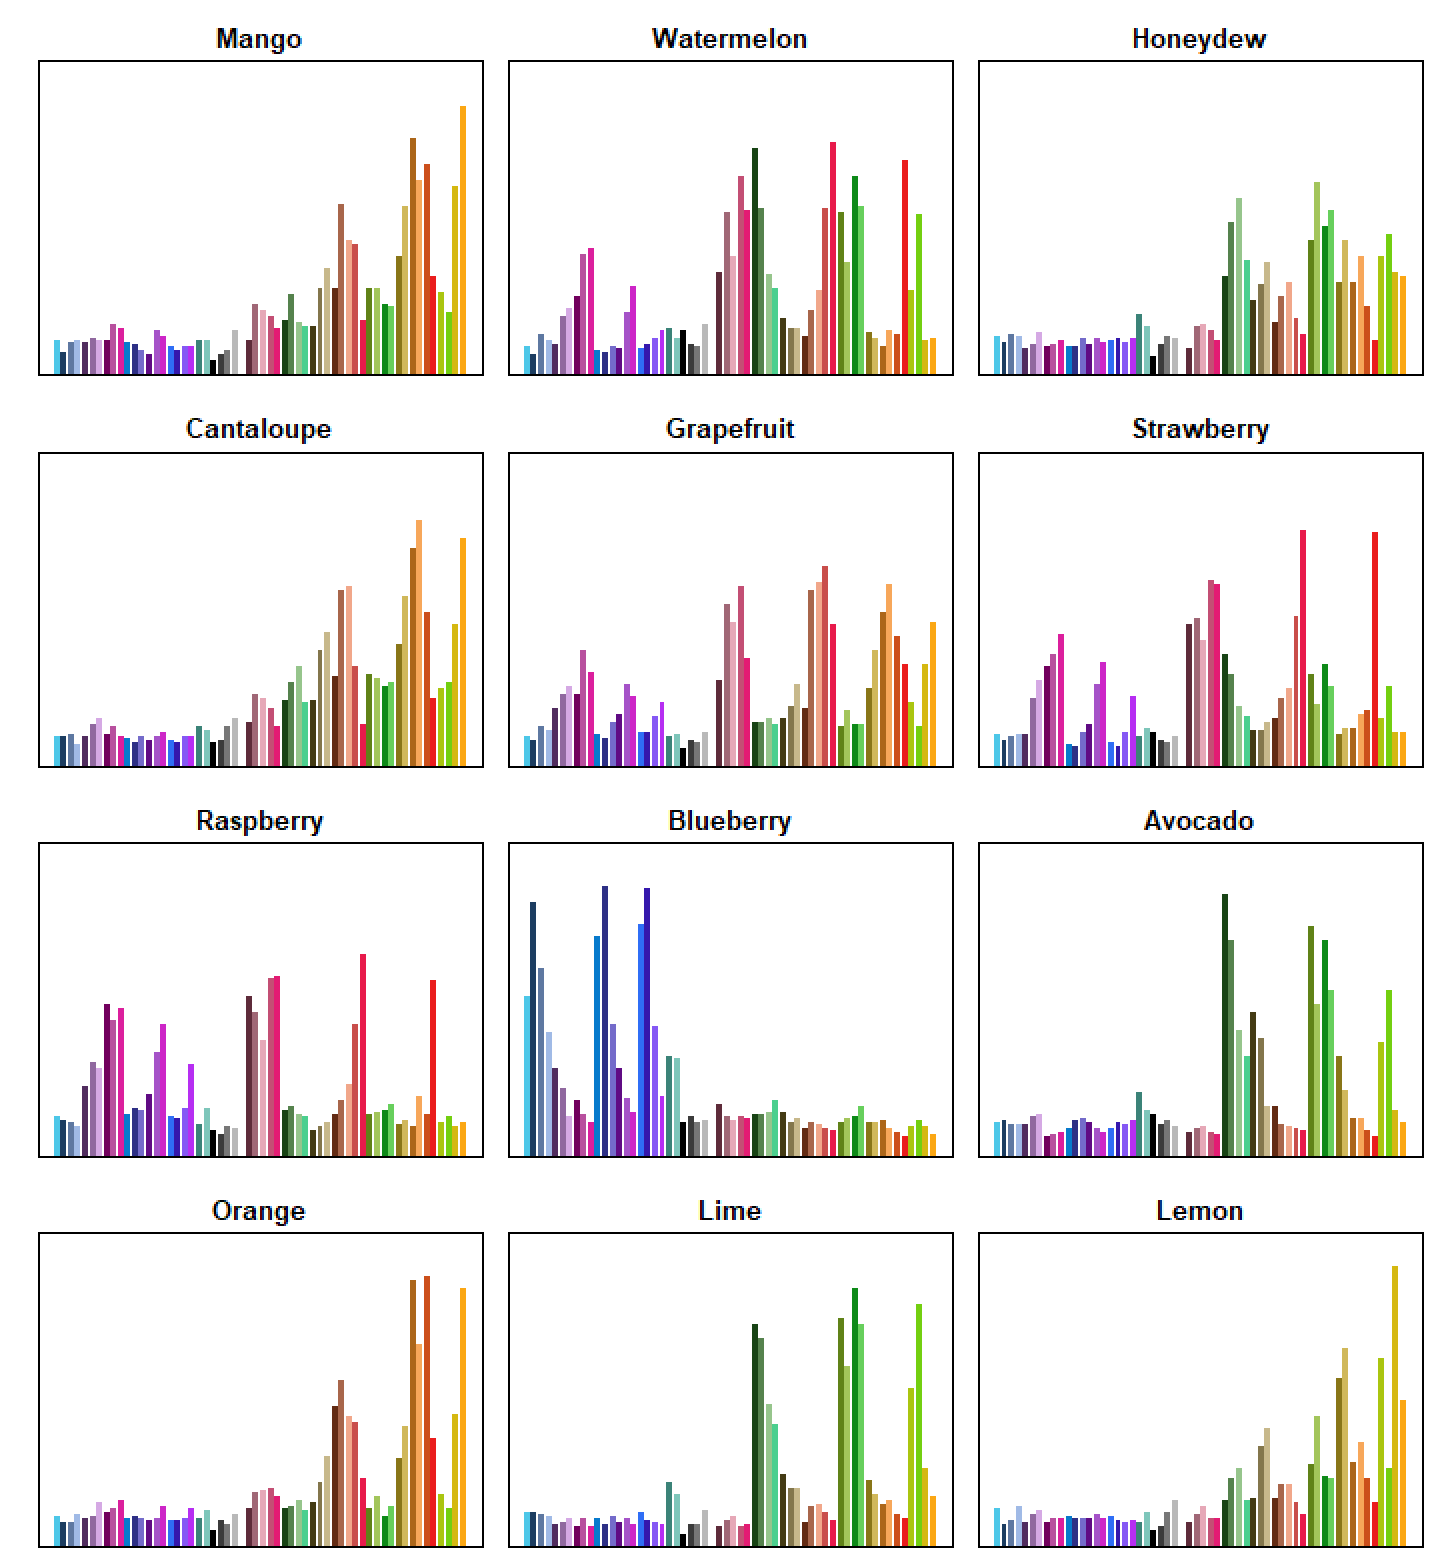 Mango
Watermelon
Honeydew
Cantaloupe
Grapefruit
Strawberry
Raspberry
Blueberry
Avocado
Orange
Lime
Lemon